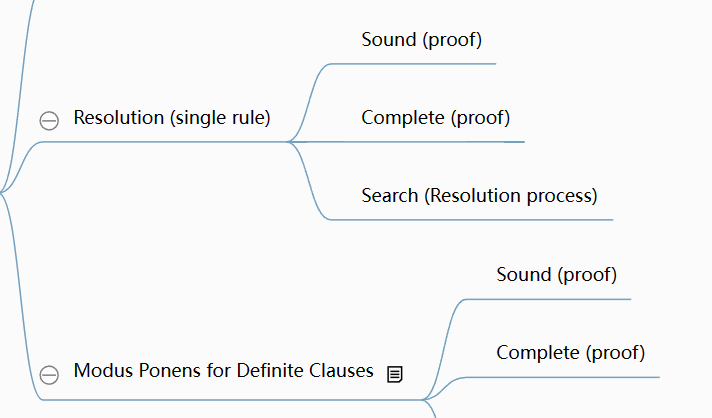 Sound (proof)
Resolution (single rule)
Complete (proof)
Search (Resolution process)
Sound (proof)
Complete (proof)
Modus Ponens for Definite Clauses